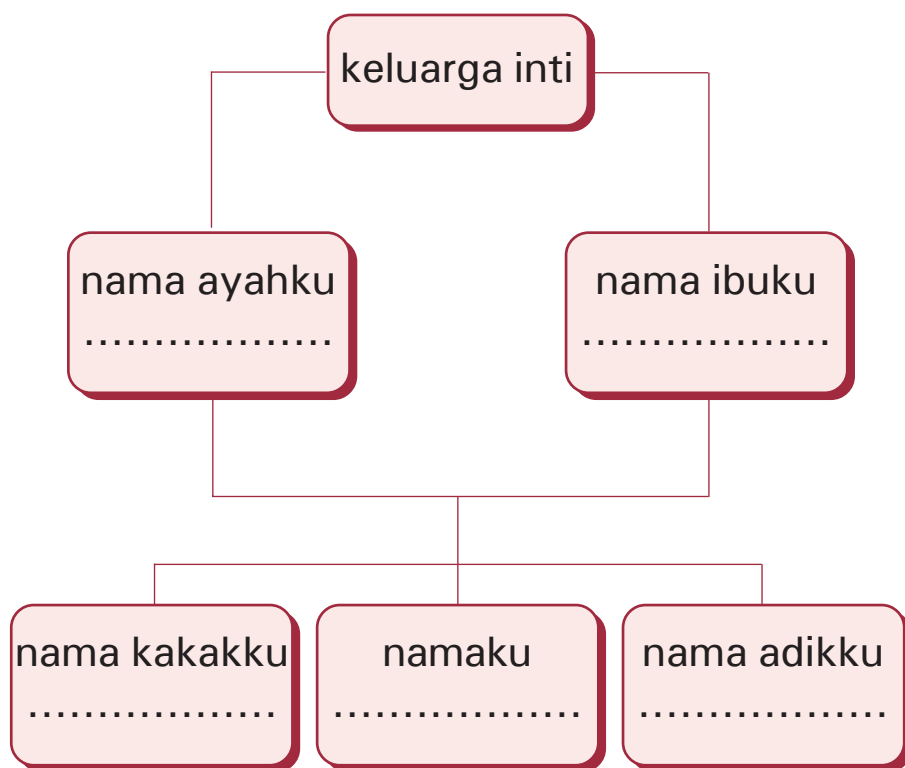 keluarga inti
nama ayahku
..................
nama ibuku
..................
nama kakakku
..................
namaku
..................
nama adikku
..................